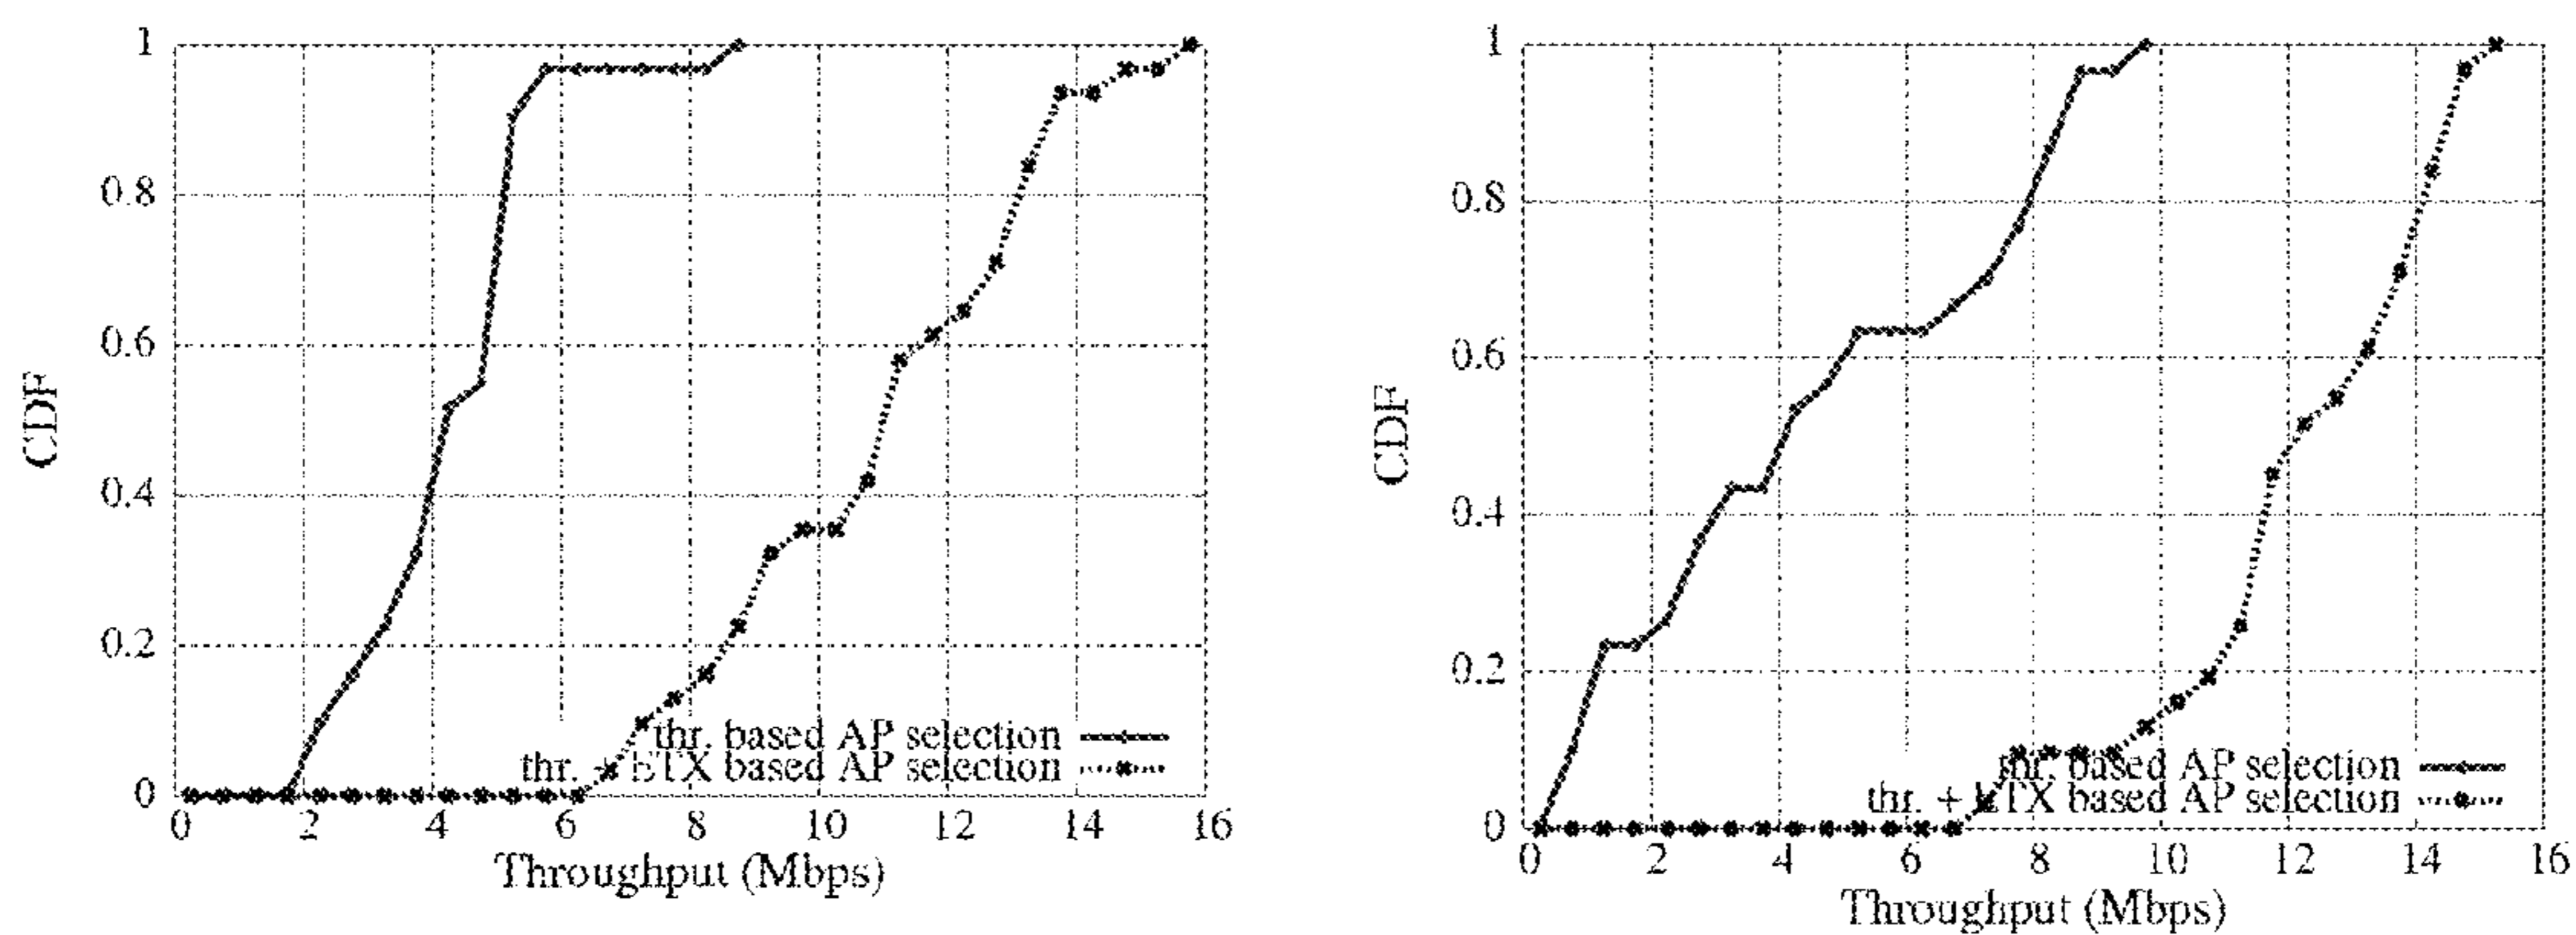 1
0.8
0.6
0.4
0.2
0
CDF
thr. based AP selection
thr. + ETX based AP selection
0 2 4 6 8 10 12 14 16
Throughput (Mbps)
1
0.8
0.6
0.4
0.2
0
CDF
thr. based AP selection
thr. + ETX based AP selection
0 2 4 6 8 10 12 14 16
Throughput (Mbps)